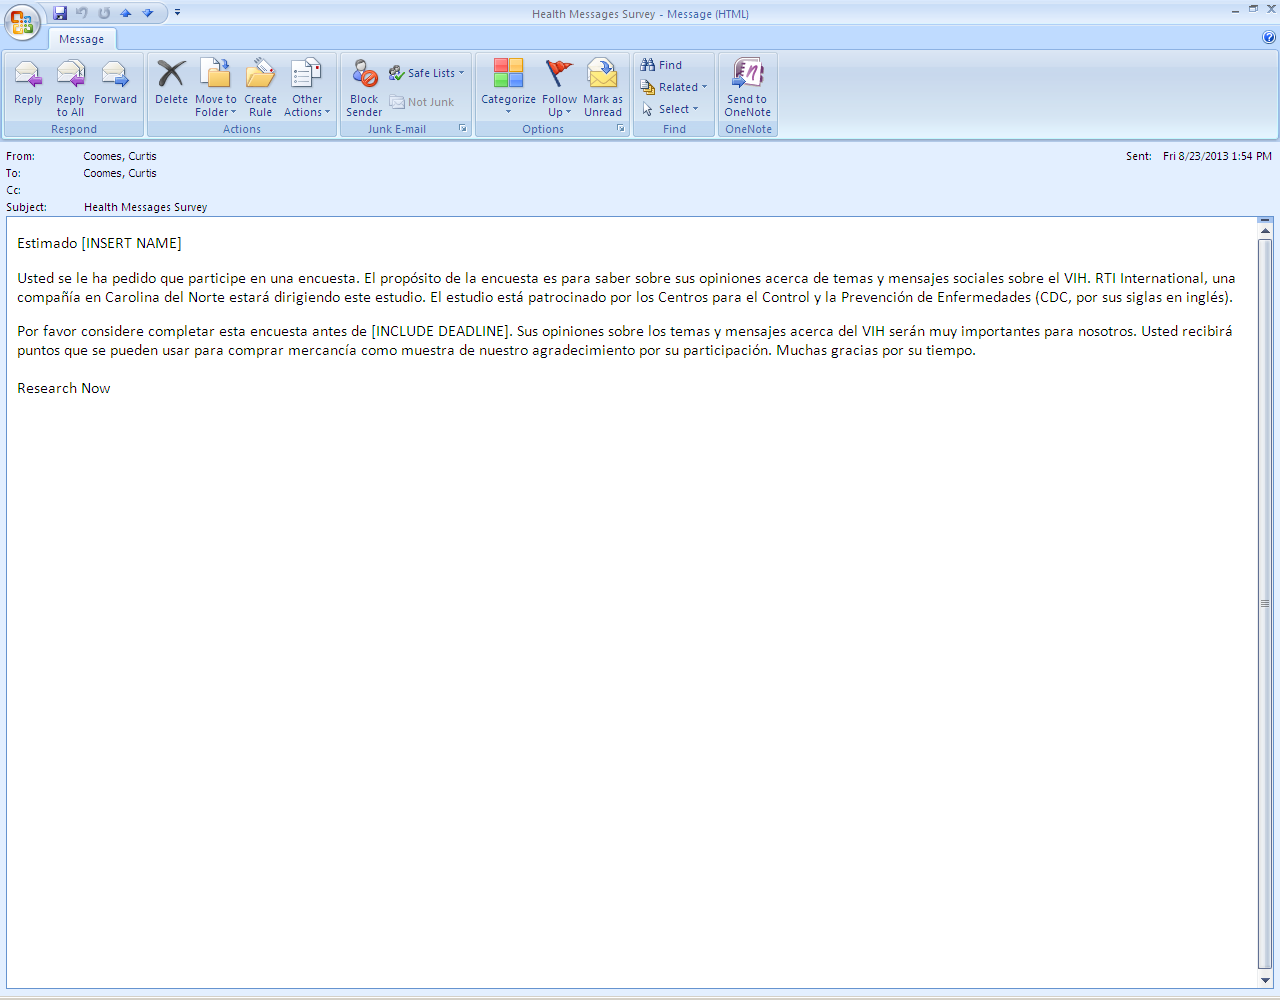 Health Messages Survey - Message (HTML)
Message
Reply
Reply to All
Forward
Respond
Delete
Move to Folder
Create Rule
Other Actions
Actions
Block Sender
Safe Lists
Not Junk
Junk E-mail
Categorize
Follow Up
Mark as Unread
Options
Find
Related
Select
Find
Send to OneNote
OneNote
From: Coomes, Curtis
Sent: Fri 8/23/2013 1:54 PM
To: Coomes, Curtis
Cc:
Subject: Health Messages Survey
Estimado [INSERT NAME]
Usted se le ha pedido que participe en una encuesta. El propósito de la encuesta es para saber sobre sus opiniones acerca de temas y mensajes sociales sobre el VIH. RTI International, una
compañía en Carolina del Norte estará dirigiendo este estudio. El estudio está patrocinado por los Centros para el Control y la Prevención de Enfermedades (CDC, por sus siglas en inglés).
Por favor considere completar esta encuesta antes de [INCLUDE DEADLINE]. Sus opiniones sobre los temas y mensajes acerca del VIH serán muy importantes para nosotros. Usted recibirá
puntos que se pueden usar para comprar mercancía como muestra de nuestro agradecimiento por su participación. Muchas gracias por su tiempo.
Research Now